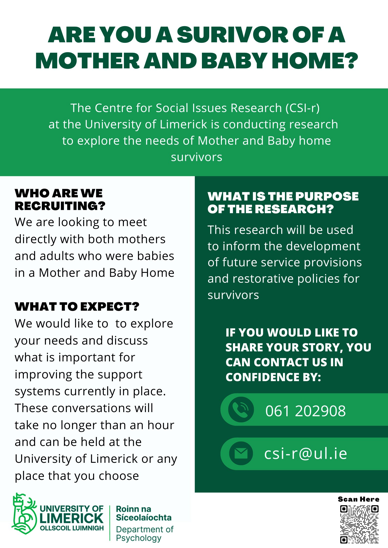 ARE YOU A SURIVOR OF A
MOTHER AND BABY HOME?
The Centre for Social Issues Research (CSI-r)
at the University of Limerick is conducting research
to explore the needs of Mother and Baby home
survivors
WHO ARE WE
RECRUITING?
We are looking to meet
directly with both mothers
and adults who were babies
in a Mother and Baby Home
WHAT TO EXPECT?
We would like to to explore
your needs and discuss
what is important for
improving the support
systems currently in place.
These conversations will
take no longer than an hour
and can be held at the
University of Limerick or any
place that you choose
WHAT IS THE PURPOSE
OF THE RESEARCH?
This research will be used
to inform the development
of future service provisions
and restorative policies for
survivors
IF YOU WOULD LIKE TO
SHARE YOUR STORY, YOU
CAN CONTACT US IN
CONFIDENCE BY:
061 202908
csi-r@ul.ie
UNIVERSITY OF
LIMERICK
OLLSCOIL LUIMNIGH
Roinn na
Síceolaíochta
Department of
Psychology
Scan Here